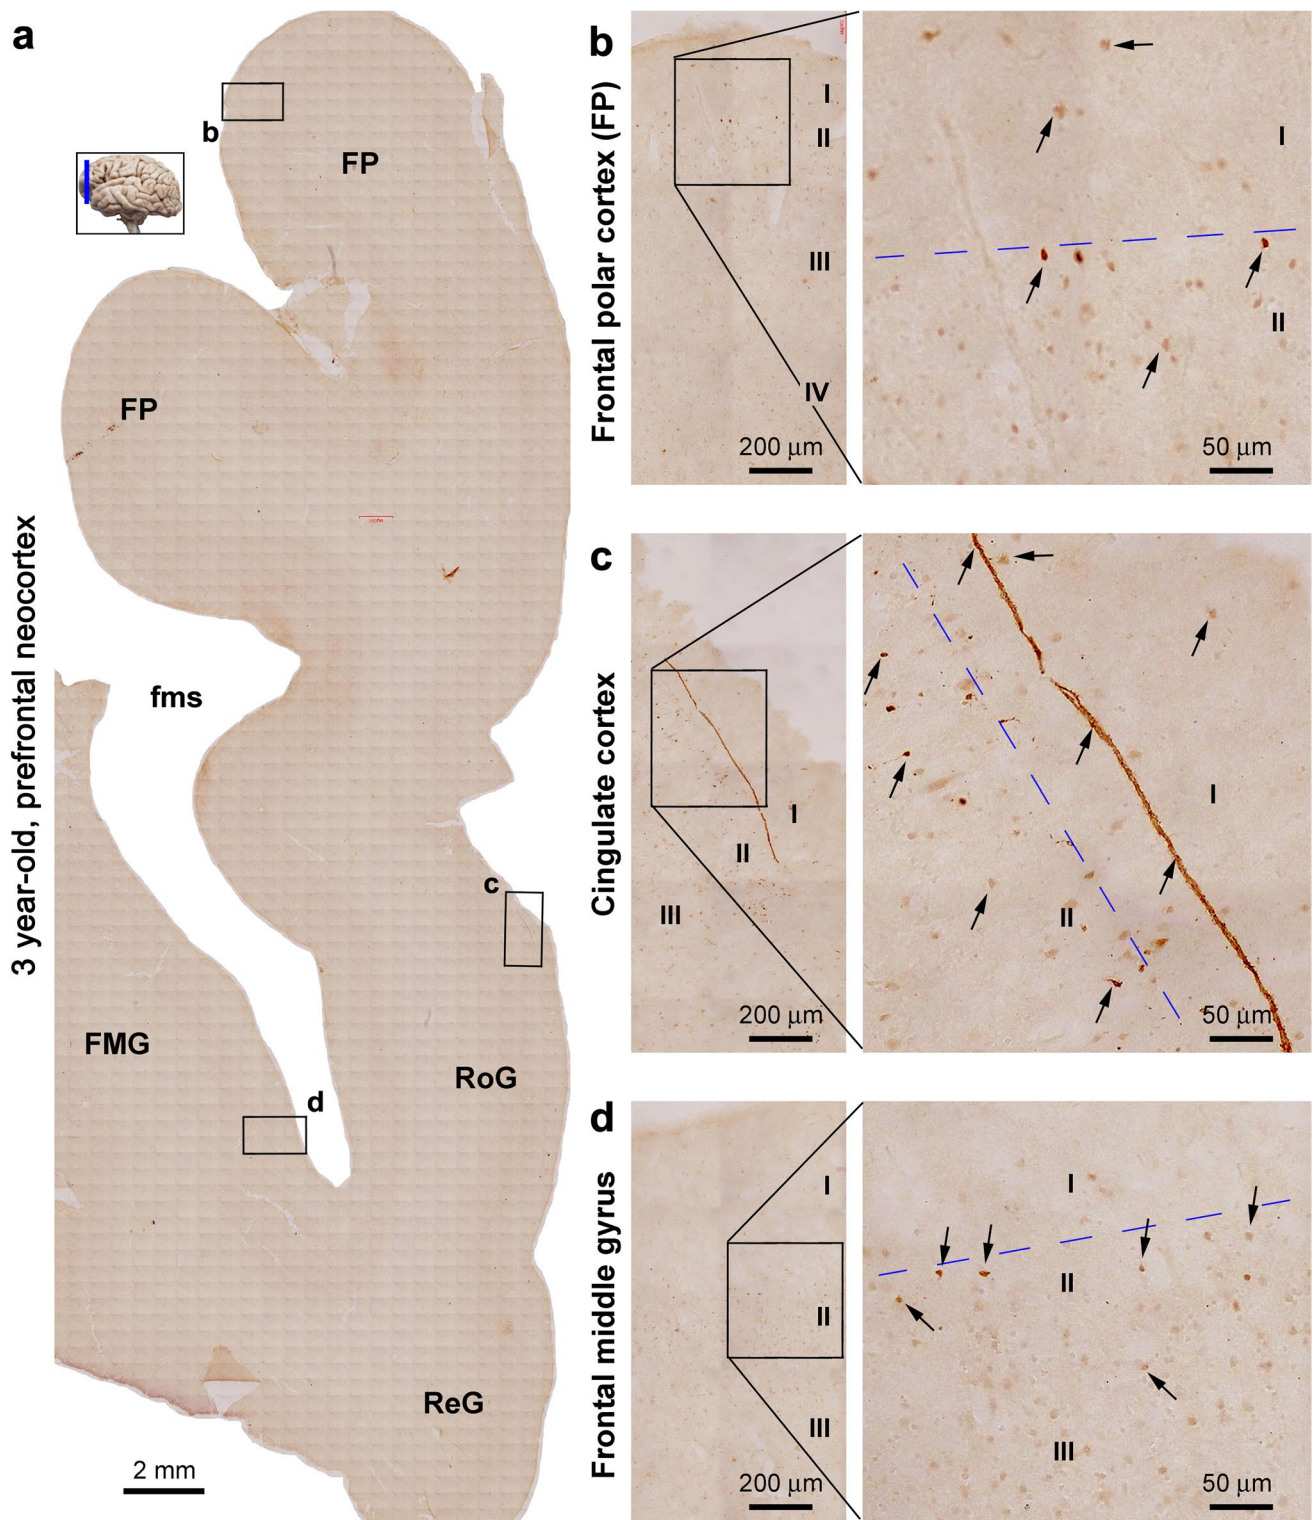 a
b
FP
FP
fms
c
FMG
RoG
d
ReG
2 mm
3 year-old, prefrontal neocortex
b
Frontal polar cortex (FP)
I
II
III
IV
200 µm
I
II
50 µm
c
Cingulate cortex
I
II
III
200 µm
I
II
50 µm
d
Frontal middle gyrus
I
II
III
200 µm
I
II
III
50 µm